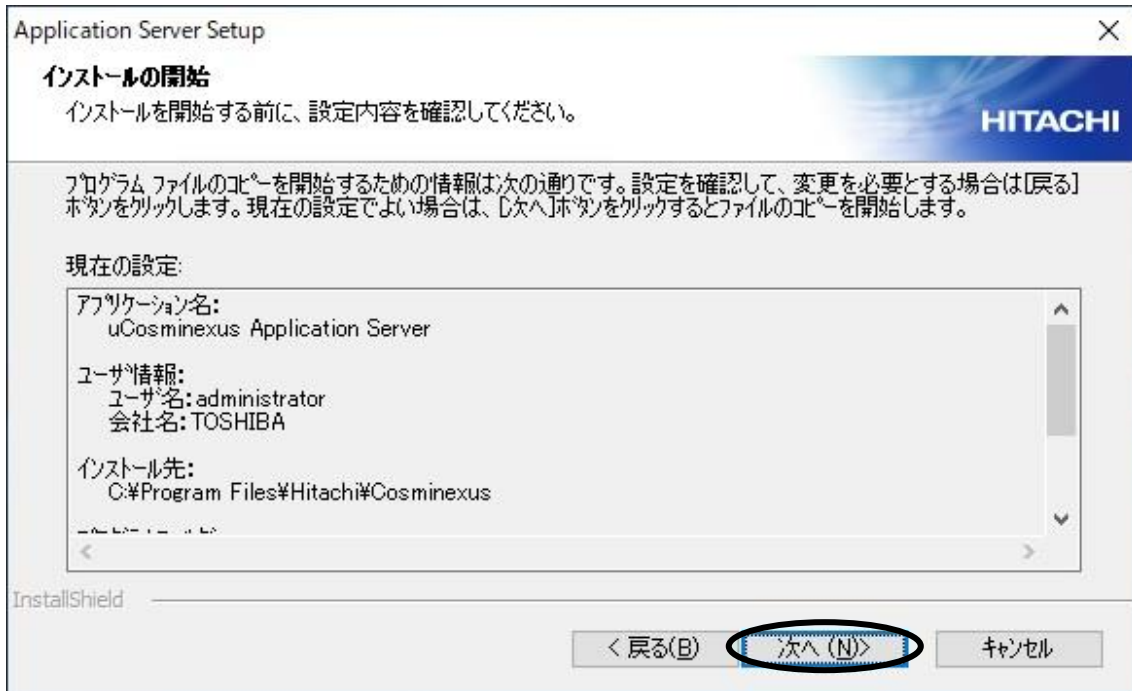 Application Server Setup
インストールの開始
インストールを開始する前に、設定内容を確認してください。
HITACHI
プログラム ファイルのコピーを開始するための情報は次の通りです。設定を確認して、変更を必要とする場合は[戻る]
ボタンをクリックします。現在の設定でよい場合は、[次へ]ボタンをクリックするとファイルのコピーを開始します。
現在の設定:
アプリケーション名:
uCosminexus Application Server
ユーザ情報:
ユーザ名:administrator
会社名:TOSHIBA
インストール先:
C:¥Program Files¥Hitachi¥Cosminexus
InstallShield
< 戻る(B)
次へ (N)>
キャンセル